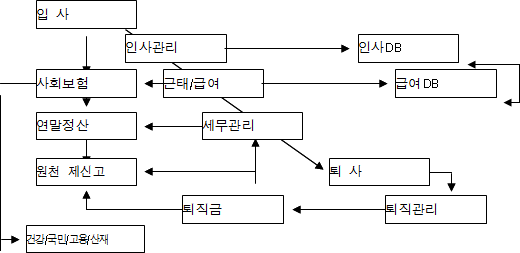 입 사
인사관리
인사DB
사회보험
근태/급여
급여DB
연말정산
세무관리
원천 제신고
퇴 사
퇴직금
퇴직관리
건강/국민/고용/산재